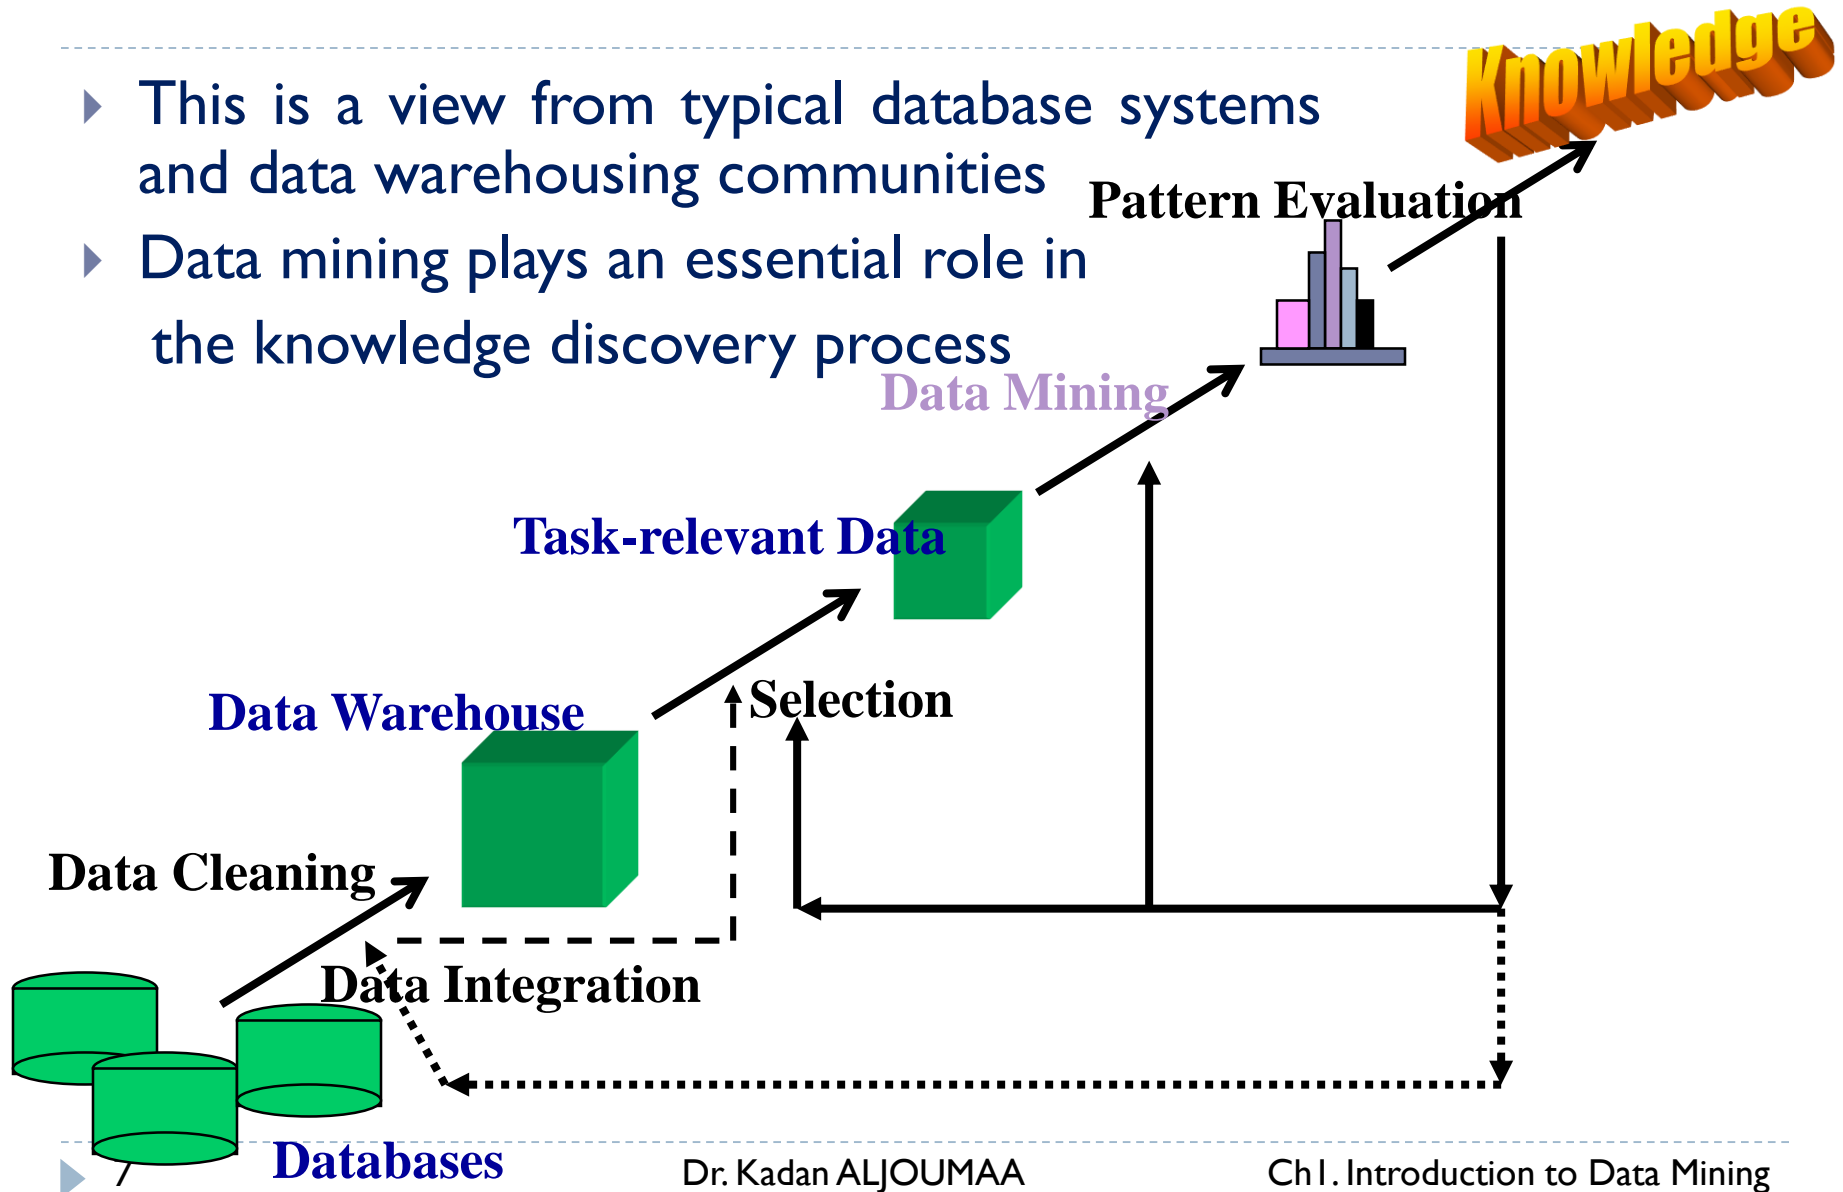 Knowledge
This is a view from typical database systems
and data warehousing communities
Pattern Evaluation
Data mining plays an essential role in
the knowledge discovery process
Data Mining
Task-relevant Data
Selection
Data Warehouse
Data Cleaning
Data Integration
Databases
Dr. Kadan ALJOUMAA
Ch1. Introduction to Data Mining